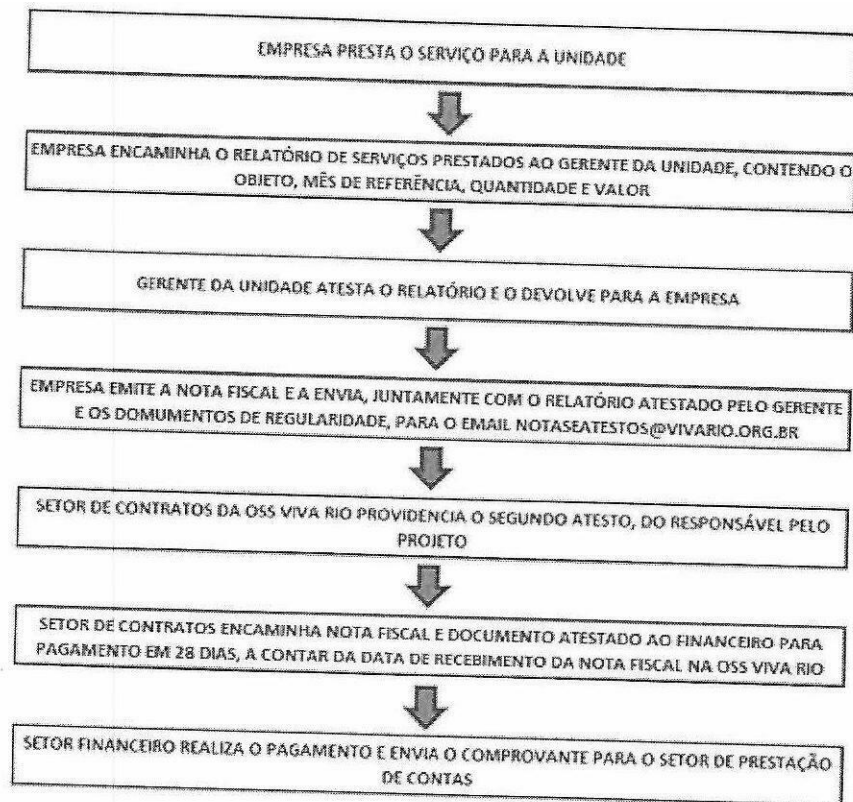 EMPRESA PRESTA O SERVIÇO PARA A UNIDADE
EMPRESA ENCAMINHA O RELATÓRIO DE SERVIÇOS PRESTADOS AO GERENTE DA UNIDADE, CONTENDO O
OBJETO, MÊS DE REFERÊNCIA, QUANTIDADE E VALOR
GERENTE DA UNIDADE ATESTA O RELATÓRIO E O DEVOLVE PARA A EMPRESA
EMPRESA EMITE A NOTA FISCAL E A ENVIA, JUNTAMENTE COM O RELATÓRIO ATESTADO PELO GERENTE
E OS DOMUMENTOS DE REGULARIDADE, PARA O EMAIL NOTASEATESTOS@VIVARIO.ORG.BR
SETOR DE CONTRATOS DA OSS VIVA RIO PROVIDENCIA O SEGUNDO ATESTO, DO RESPONSÁVEL PELO
PROJETO
SETOR DE CONTRATOS ENCAMINHA NOTA FISCAL E DOCUMENTO ATESTADO AO FINANCEIRO PARA
PAGAMENTO EM 28 DIAS, A CONTAR DA DATA DE RECEBIMENTO DA NOTA FISCAL NA OSS VIVA RIO
SETOR FINANCEIRO REALIZA O PAGAMENTO E ENVIA O COMPROVANTE PARA O SETOR DE PRESTAÇÃO
DE CONTAS